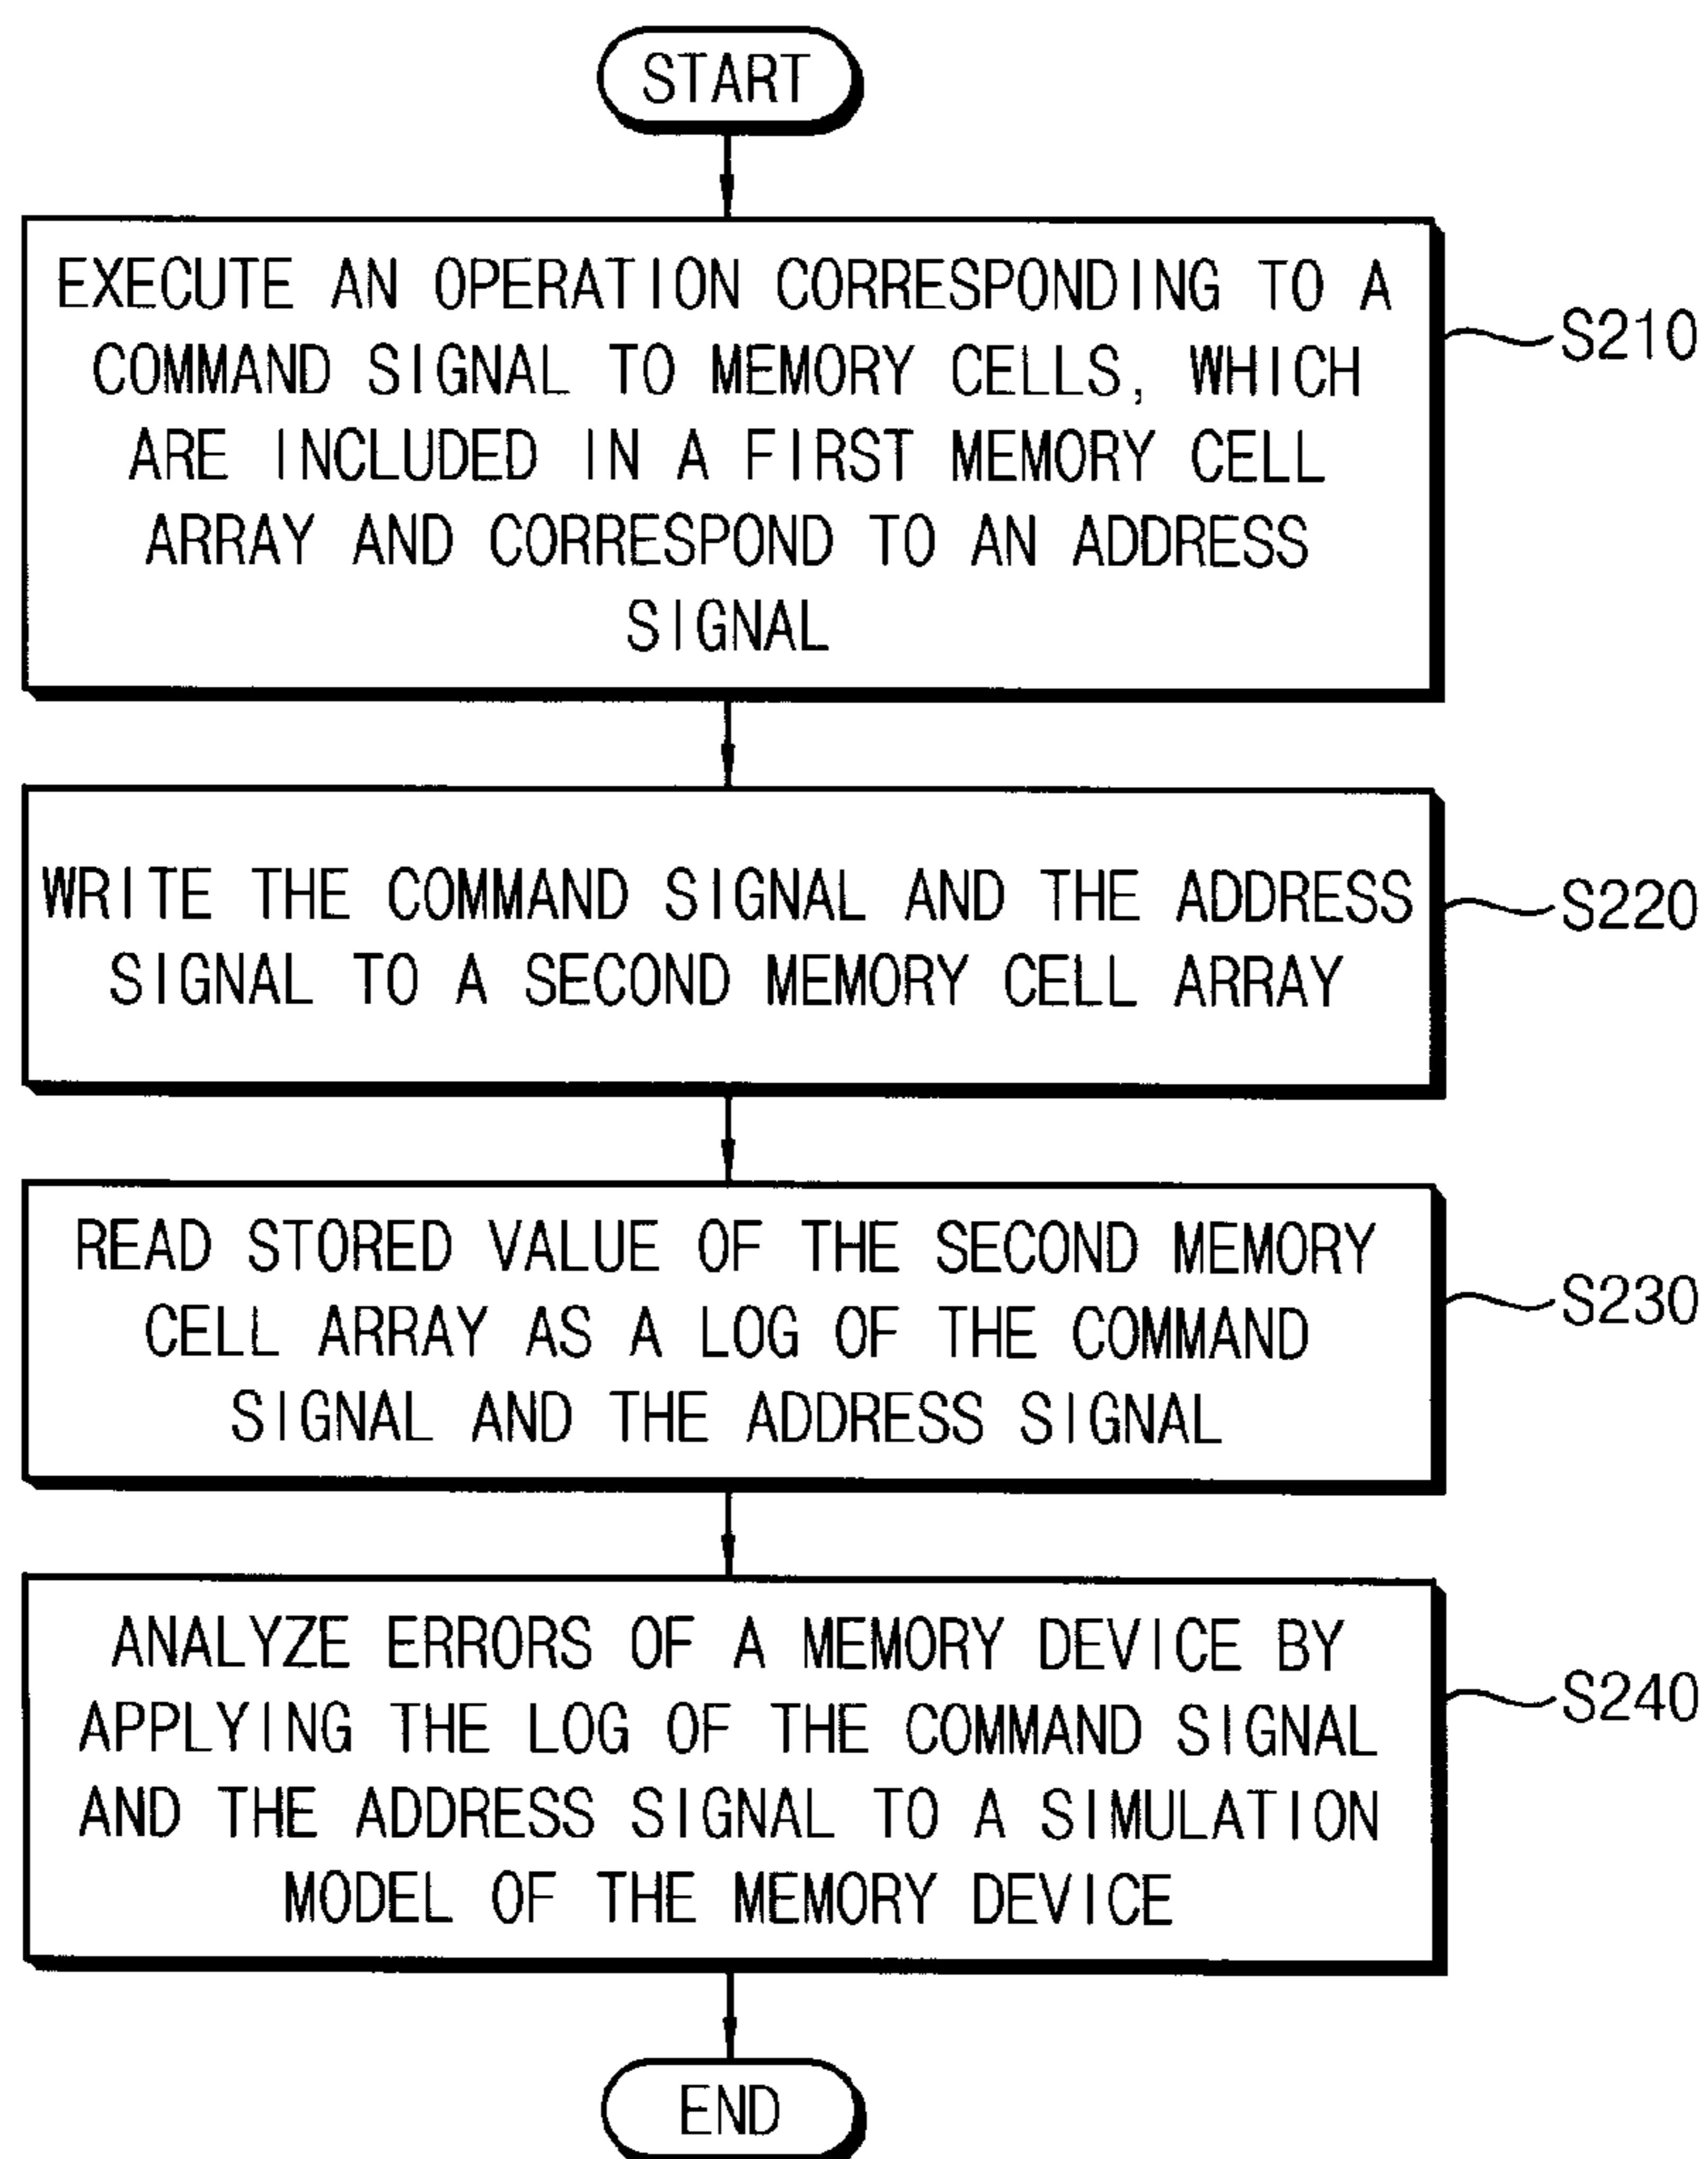 START
EXECUTE AN OPERATION CORRESPONDING TO A
COMMAND SIGNAL TO MEMORY CELLS, WHICH
ARE INCLUDED IN A FIRST MEMORY CELL
ARRAY AND CORRESPOND TO AN ADDRESS
SIGNAL
S210
WRITE THE COMMAND SIGNAL AND THE ADDRESS
SIGNAL TO A SECOND MEMORY CELL ARRAY
S220
READ STORED VALUE OF THE SECOND MEMORY
CELL ARRAY AS A LOG OF THE COMMAND
SIGNAL AND THE ADDRESS SIGNAL
S230
ANALYZE ERRORS OF A MEMORY DEVICE BY
APPLYING THE LOG OF THE COMMAND SIGNAL
AND THE ADDRESS SIGNAL TO A SIMULATION
MODEL OF THE MEMORY DEVICE
S240
END